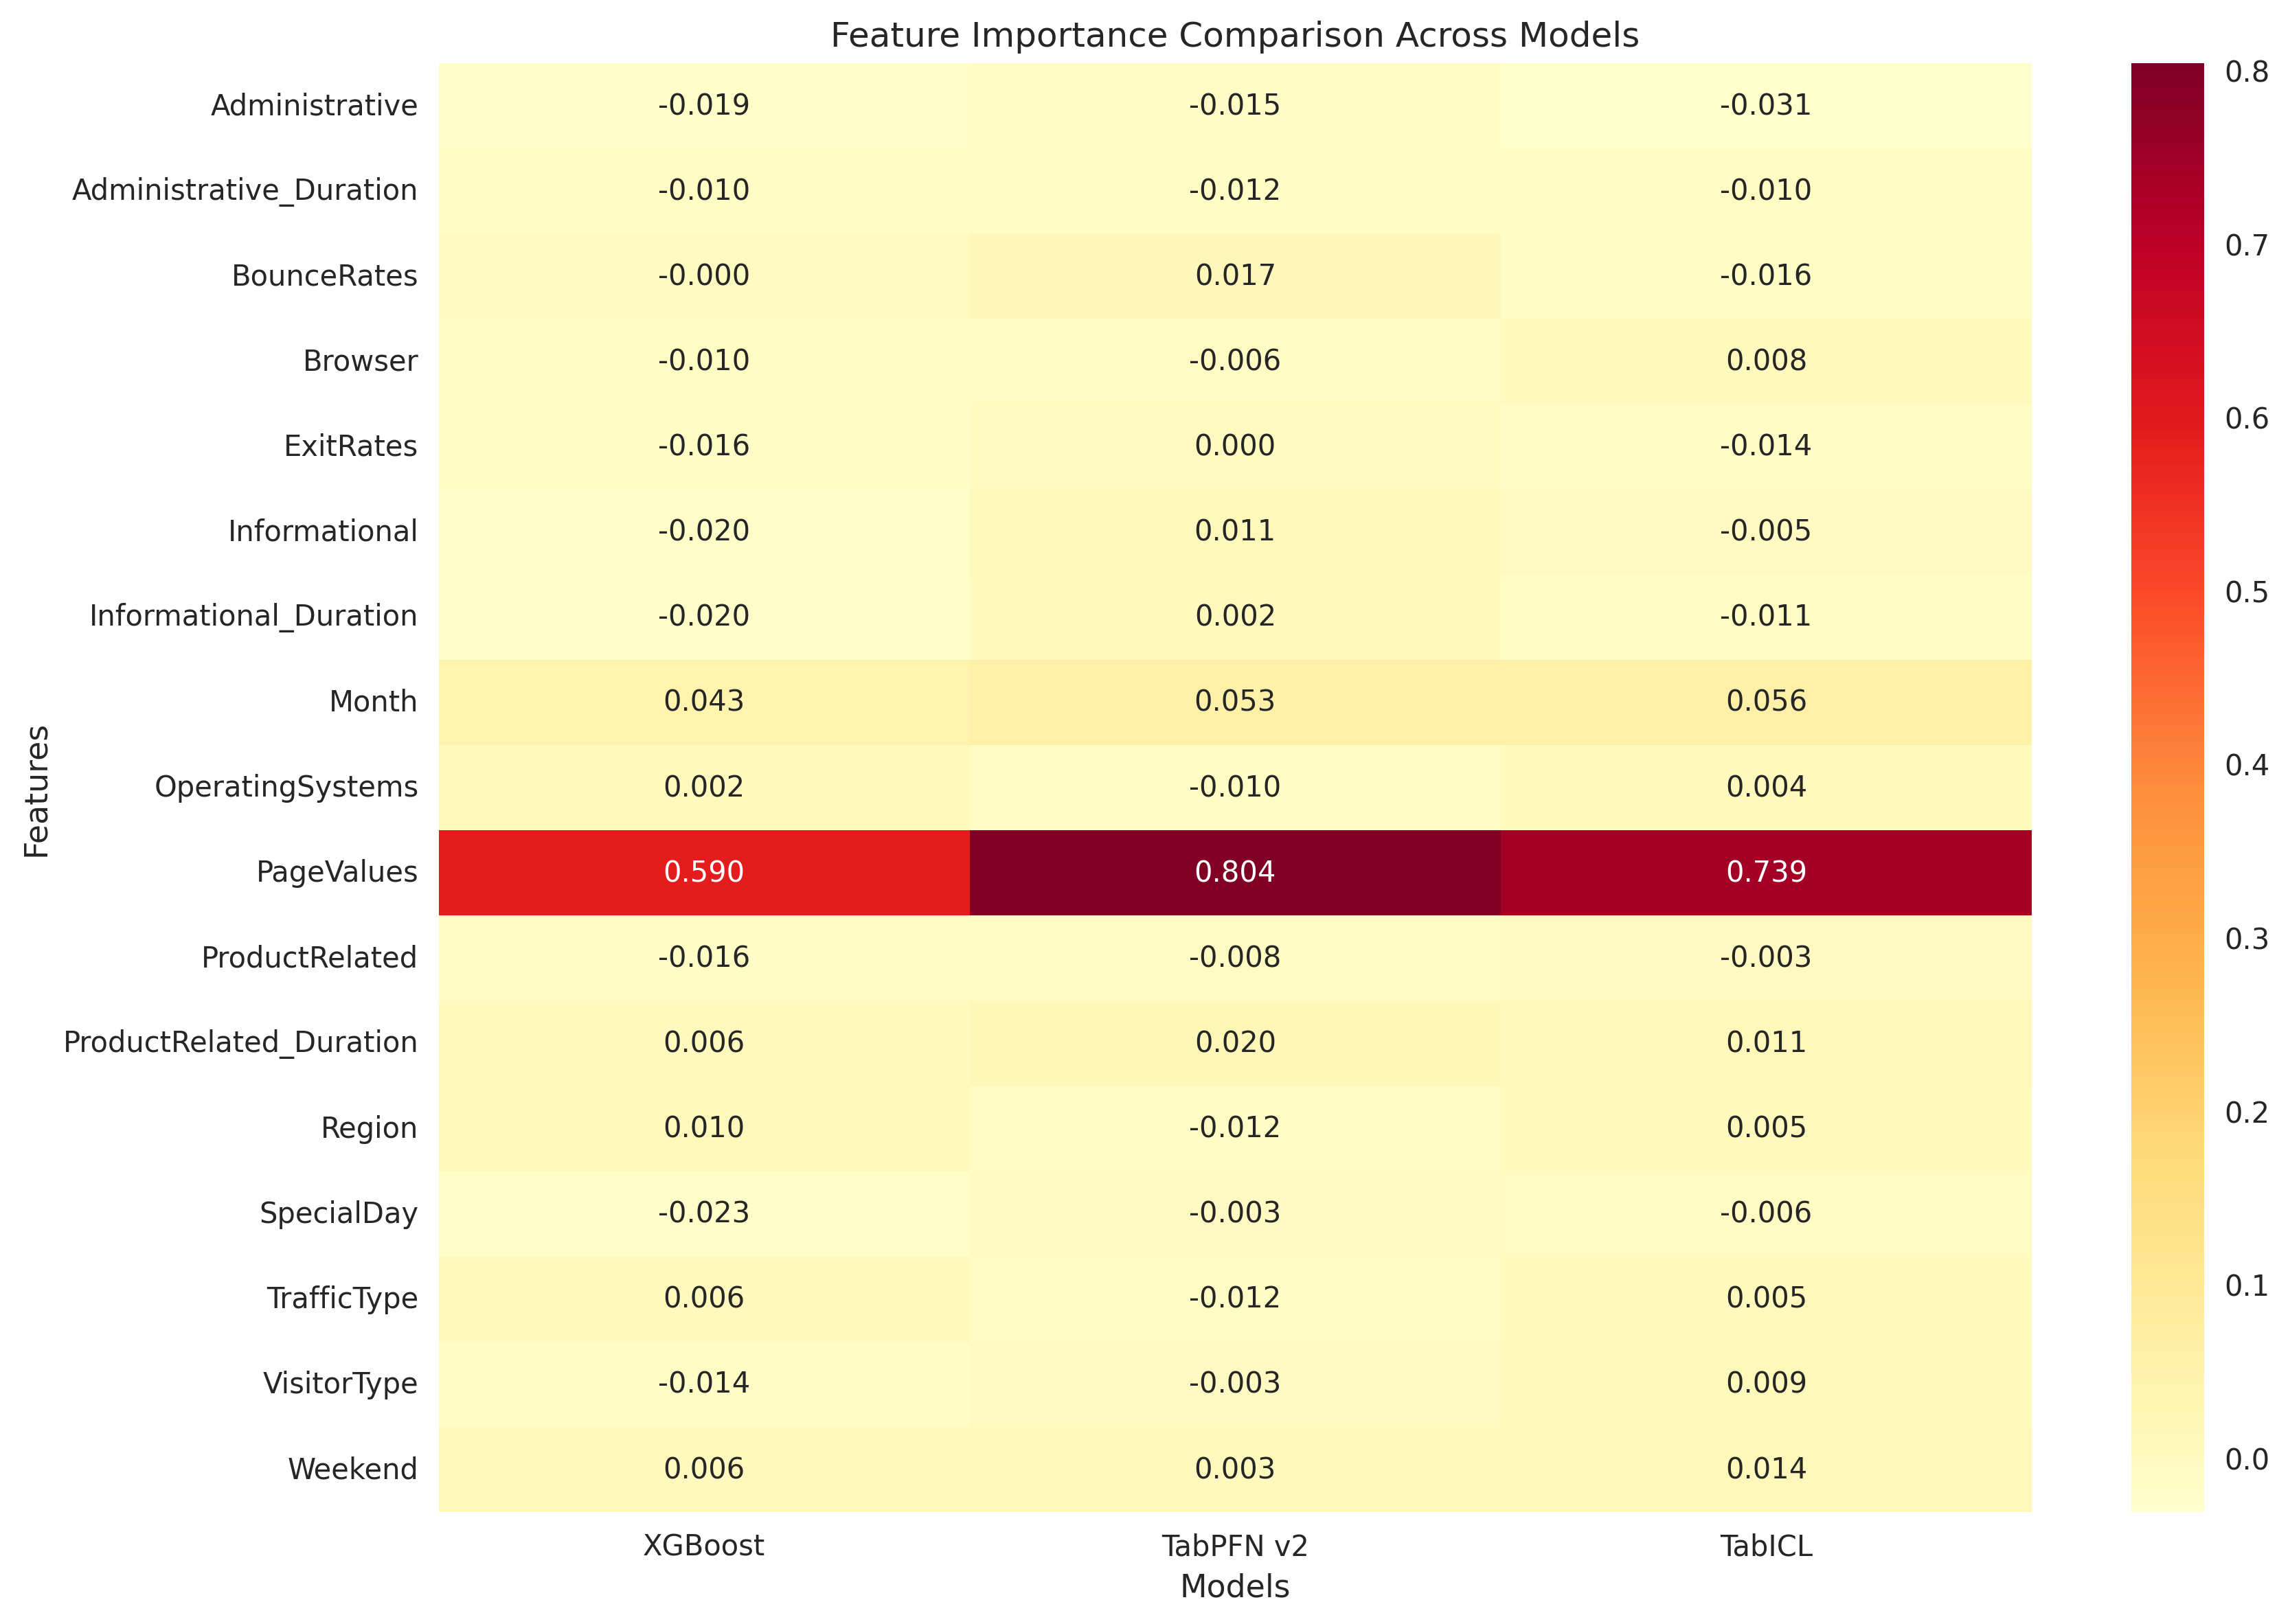 Feature Importance Comparison Across Models
Administrative -0.019 -0.015 -0.031
Administrative_Duration -0.010 -0.012 -0.010
BounceRates -0.000 0.017 -0.016
Browser -0.010 -0.006 0.008
ExitRates -0.016 0.000 -0.014
Informational -0.020 0.011 -0.005
Informational_Duration -0.020 0.002 -0.011
Month 0.043 0.053 0.056
OperatingSystems 0.002 -0.010 0.004
PageValues 0.590 0.804 0.739
ProductRelated -0.016 -0.008 -0.003
ProductRelated_Duration 0.006 0.020 0.011
Region 0.010 -0.012 0.005
SpecialDay -0.023 -0.003 -0.006
TrafficType 0.006 -0.012 0.005
VisitorType -0.014 -0.003 0.009
Weekend 0.006 0.003 0.014
XGBoost TabPFN v2 TabICL
Models
Features
0.8
0.7
0.6
0.5
0.4
0.3
0.2
0.1
0.0